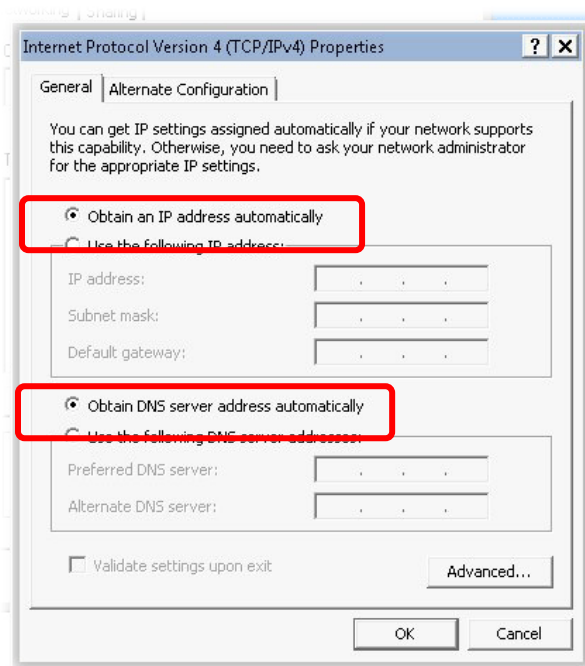 Sharing
Internet Protocol Version 4 (TCP/IPv4) Properties
General
Alternate Configuration
You can get IP settings assigned automatically if your network supports
this capability. Otherwise, you need to ask your network administrator
for the appropriate IP settings.
Obtain an IP address automatically
Use the following IP address:
IP address:
Subnet mask:
Default gateway:
Obtain DNS server address automatically
Use the following DNS server addresses:
Preferred DNS server:
Alternate DNS server:
Validate settings upon exit
Advanced...
OK
Cancel